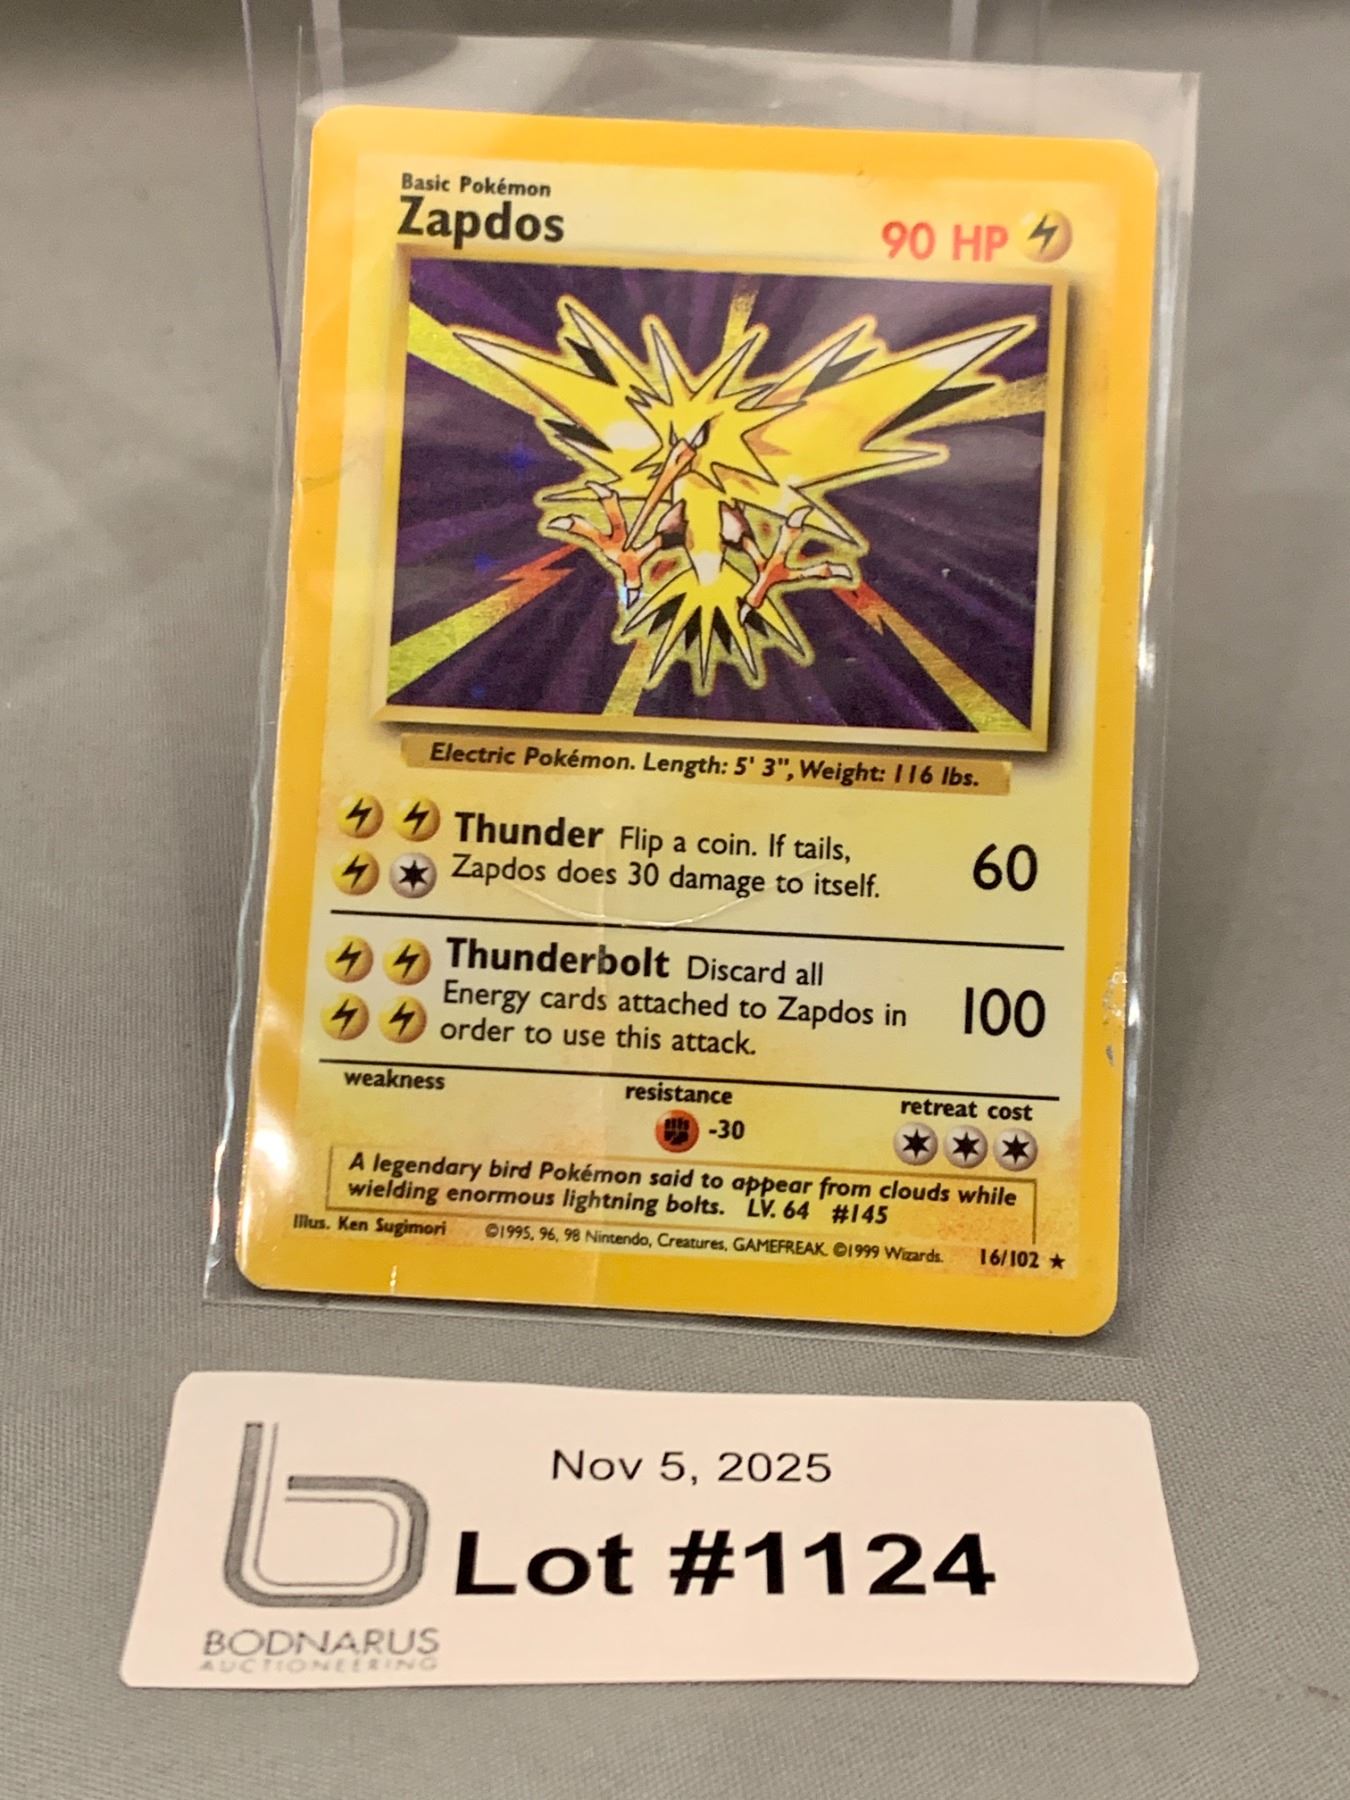 Basic Pokémon
Zapdos
90 HP
Electric Pokémon. Length: 5' 3", Weight: 116 lbs.
Thunder Flip a coin. If tails,
Zapdos does 30 damage to itself.
60
Thunderbolt Discard all
Energy cards attached to Zapdos in
order to use this attack.
100
weakness
resistance
retreat cost
-30
A legendary bird Pokémon said to appear from clouds while
wielding enormous lightning bolts. LV. 64 #145
Illus. Ken Sugimori ©1995, 96, 98 Nintendo, Creatures, GAMEFREAK. ©1999 Wizards. 16/102 ★
Nov 5, 2025
Lot #1124
BODNARUS
AUCTIONEERING